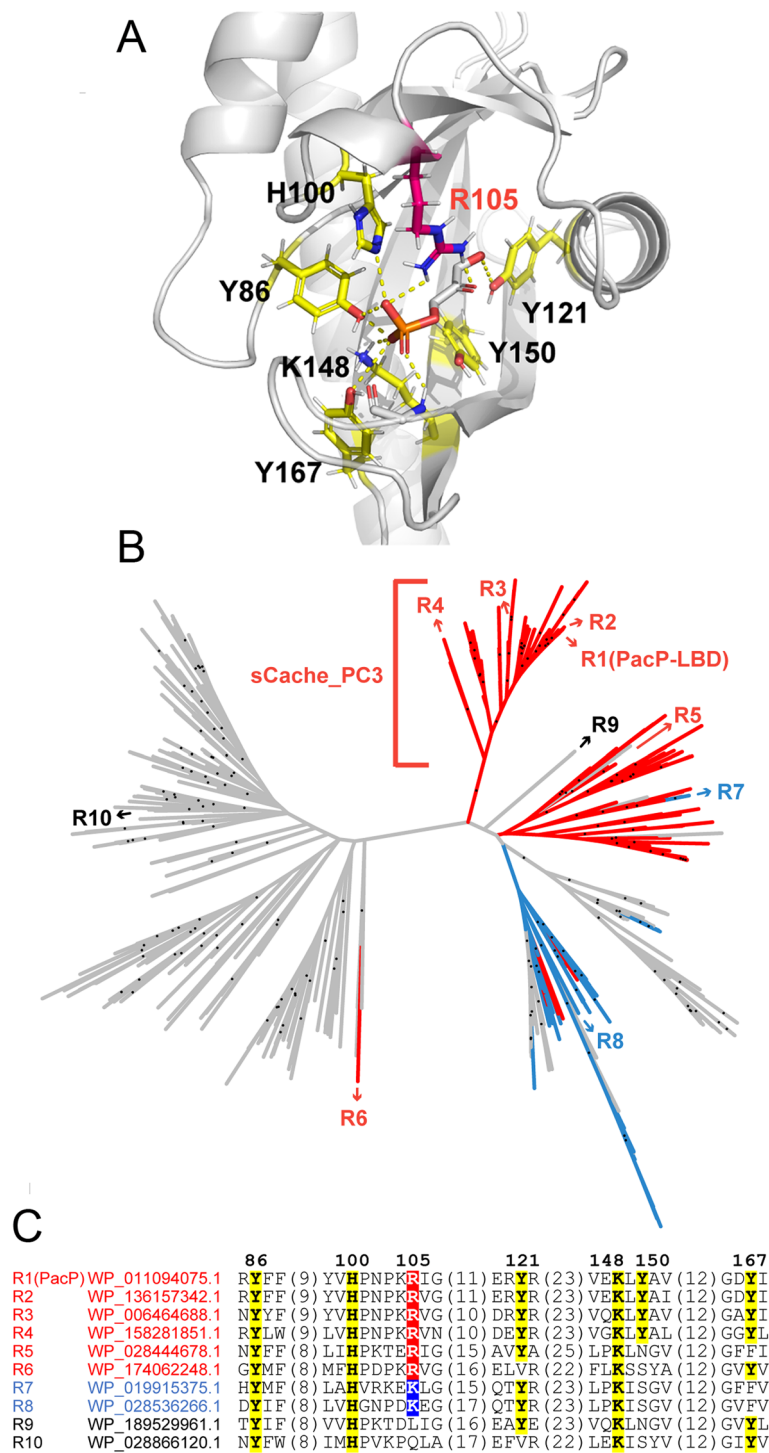 A
H100
R105
Y86
Y121
K148
Y150
Y167
B
R4
R3
R2
R1(PacP-LBD)
sCache_PC3
R9
R5
R7
R10
R8
R6
C
86 100 105 121 148 150 167
R1(PacP) WP_011094075.1 RYFF(9)YVHPNPKRIG(11)ERYR(23)VEKLYAV(12)GDYI
R2 WP_136157342.1 RYFF(9)YVHPNPKRVG(11)ERYR(23)VEKLYAI(12)GDYI
R3 WP_006464688.1 NYYF(9)YVHPNPKRVG(10)DRYR(23)VEKLYAV(12)GAYI
R4 WP_158281851.1 RYLW(9)LVHPNPKRVN(10)DEYR(23)VGKLYAL(12)GGYL
R5 WP_028444678.1 NYFF(8)LIHPKTERIG(15)AVYA(25)LPKLNGV(12)GFFI
R6 WP_174062248.1 GYMF(8)MFHPDPKRVG(16)ELVR(22)FLKSSYA(12)GVYV
R7 WP_019915375.1 HYMF(8)LAHVRKEKLG(15)QTYR(23)LPKISGV(12)GFFV
R8 WP_028536266.1 DYIF(8)LVHGNPDKEG(17)QTYR(23)LPKISGV(12)GFFV
R9 WP_189529961.1 TYIF(8)VVHPKTDLIG(16)EAYE(23)VQKLNGV(12)GIYL
R10 WP_028866120.1 NYFW(8)IMHPVKPQLA(17)EFVR(22)LEKISGV(12)GVYI